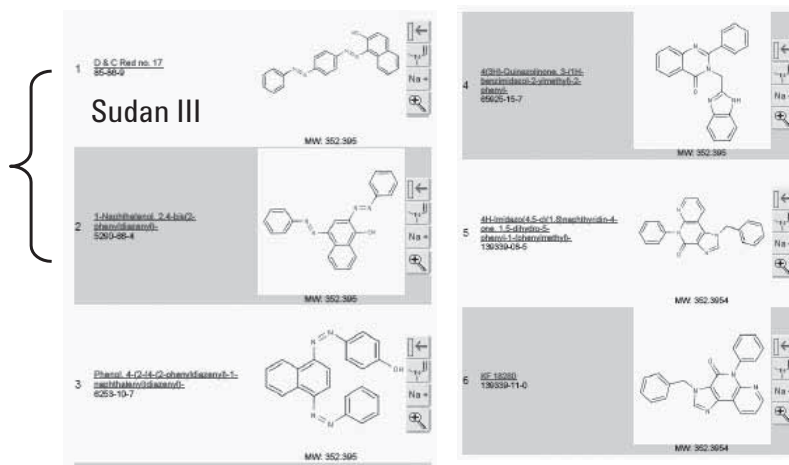 1 D & C Red no. 17
85-86-9
Sudan III
MW: 352.395
2 1-Naphthalenol, 2,4-bis(2-
phenyldiazenyl)-
5290-66-4
MW: 352.395
3 Phenol, 4-(2-(4-(2-phenyldiazenyl)-1-
naphthalenyl)diazenyl)-
6253-10-7
MW: 352.395
4 4(3H)-Quinazolinone, 3-(1H-
benzimidazol-2-ylmethyl)-2-
phenyl-
65925-15-7
MW: 352.395
5 4H-Imidazo(4,5-c)(1,8)naphthyridin-4-
one, 1,5-dihydro-5-
phenyl-1-(phenylmethyl)-
139339-08-5
MW: 352.3954
6 KF 18280
139339-11-0
MW: 352.3954
Na+
Na+
Na+
Na+
Na+
Na+